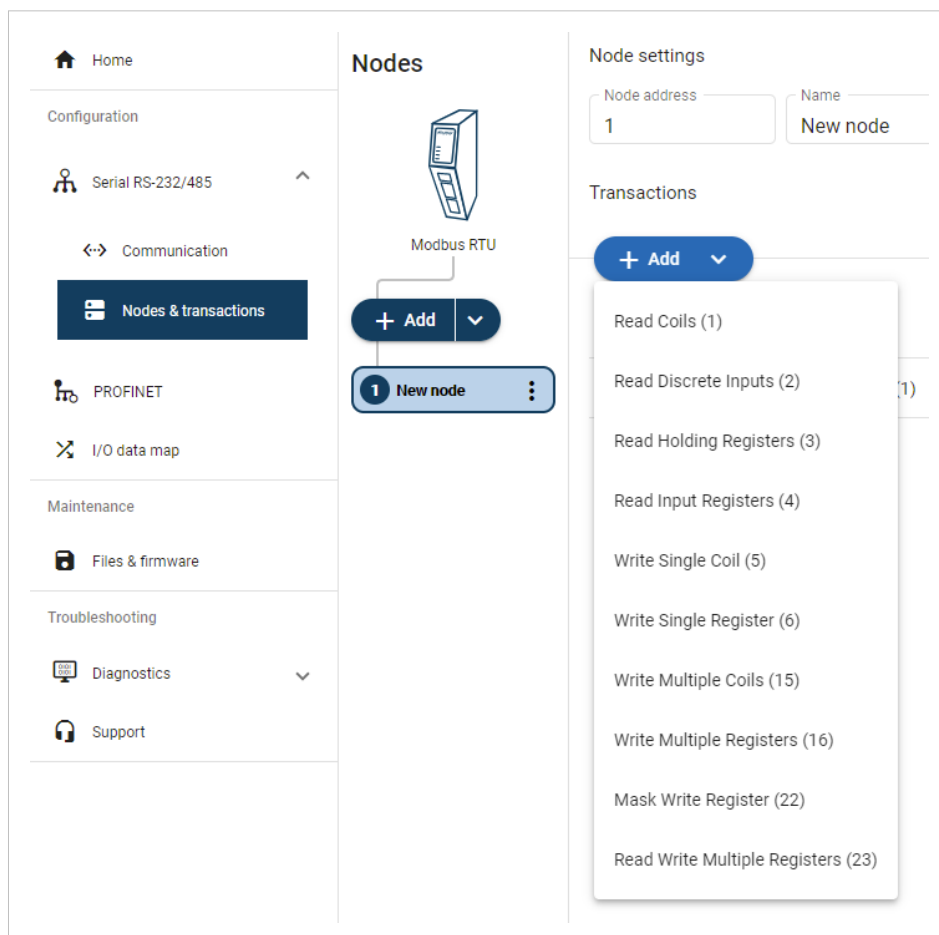 Home
Configuration
Serial RS-232/485
Communication
Nodes & transactions
PROFINET
I/O data map
Maintenance
Files & firmware
Troubleshooting
Diagnostics
Support
Nodes
Modbus RTU
+ Add
1 New node
Node settings
Node address
1
Name
New node
Transactions
+ Add
(1)
Read Coils (1)
Read Discrete Inputs (2)
Read Holding Registers (3)
Read Input Registers (4)
Write Single Coil (5)
Write Single Register (6)
Write Multiple Coils (15)
Write Multiple Registers (16)
Mask Write Register (22)
Read Write Multiple Registers (23)